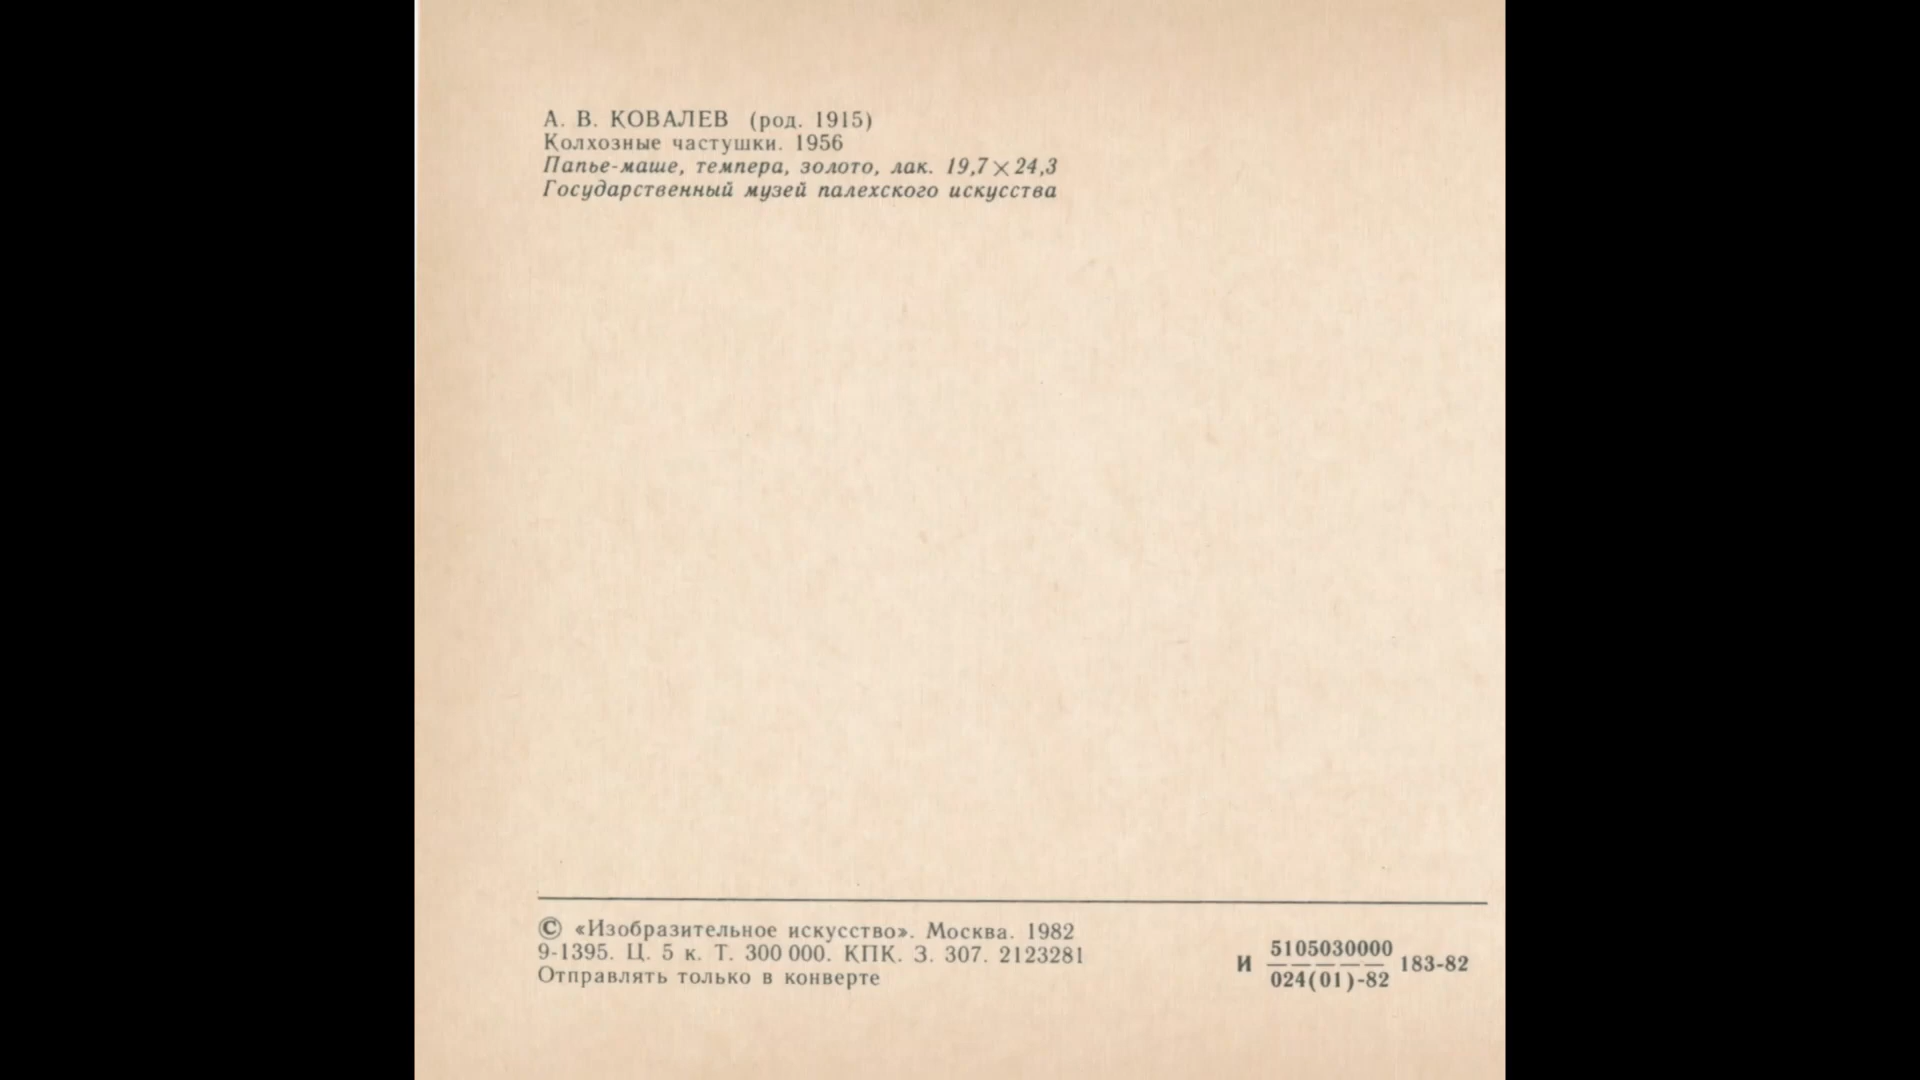 А. В. КОВАЛЕВ (род. 1915)
Колхозные частушки. 1956
Папье-маше, темпера, золото, лак. 19,7×24,3
Государственный музей палехского искусства
© «Изобразительное искусство». Москва. 1982
9-1395. Ц. 5 к. Т. 300 000. КПК. З. 307. 2123281
Отправлять только в конверте
И 5105030000
024(01)-82 183-82